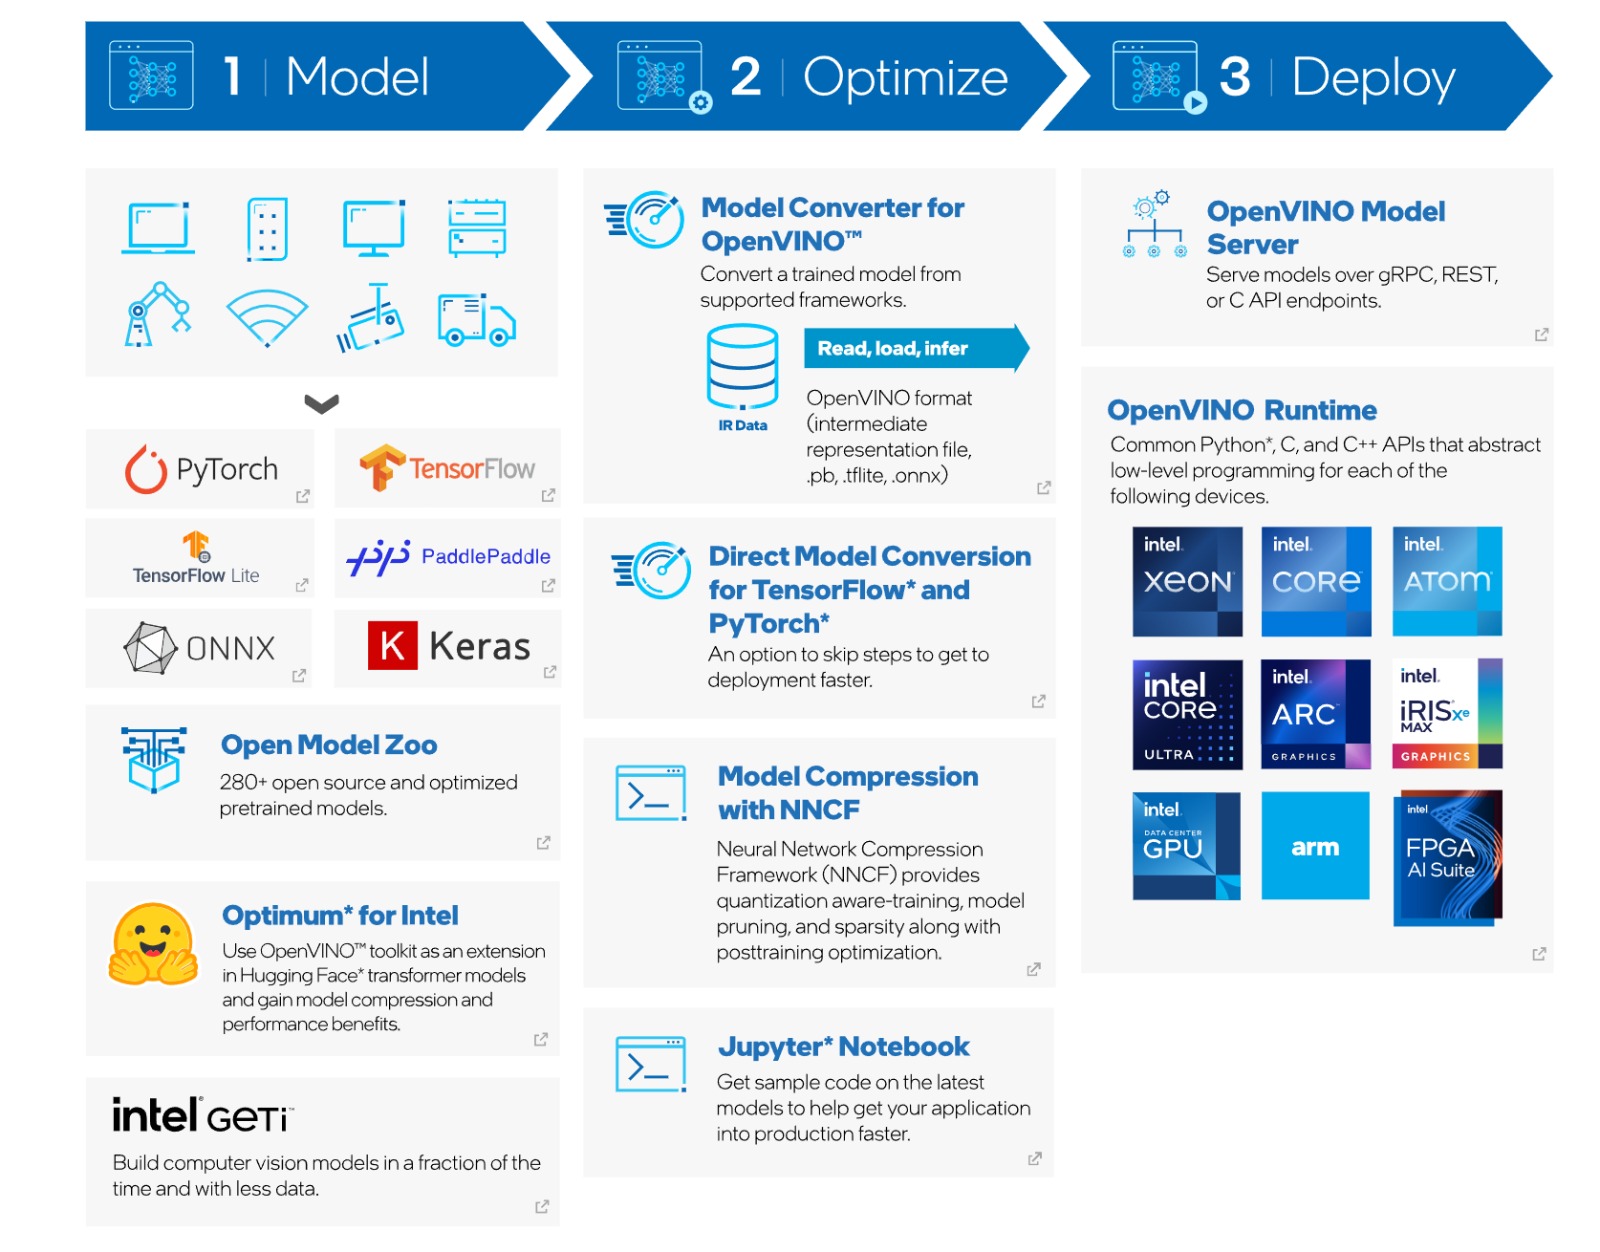 1 | Model
2 | Optimize
3 | Deploy
PyTorch
TensorFlow
TensorFlow Lite
PaddlePaddle
ONNX
K Keras
Open Model Zoo
280+ open source and optimized
pretrained models.
Optimum* for Intel
Use OpenVINO™ toolkit as an extension
in Hugging Face* transformer models
and gain model compression and
performance benefits.
intel® GETi™
Build computer vision models in a fraction of the
time and with less data.
Model Converter for
OpenVINO™
Convert a trained model from
supported frameworks.
IR Data
Read, load, infer
OpenVINO format
(intermediate
representation file,
.pb, .tflite, .onnx)
Direct Model Conversion
for TensorFlow* and
PyTorch*
An option to skip steps to get to
deployment faster.
Model Compression
with NNCF
Neural Network Compression
Framework (NNCF) provides
quantization aware-training, model
pruning, and sparsity along with
posttraining optimization.
Jupyter* Notebook
Get sample code on the latest
models to help get your application
into production faster.
OpenVINO Model
Server
Serve models over gRPC, REST,
or C API endpoints.
OpenVINO Runtime
Common Python*, C, and C++ APIs that abstract
low-level programming for each of the
following devices.
intel.
XEON®
intel.
CORE™
intel.
ATOM®
intel
CORE
ULTRA
intel.
ARC™
GRAPHICS
intel.
iRISxe
MAX
GRAPHICS
intel.
DATA CENTER
GPU
arm
intel
FPGA
AI Suite